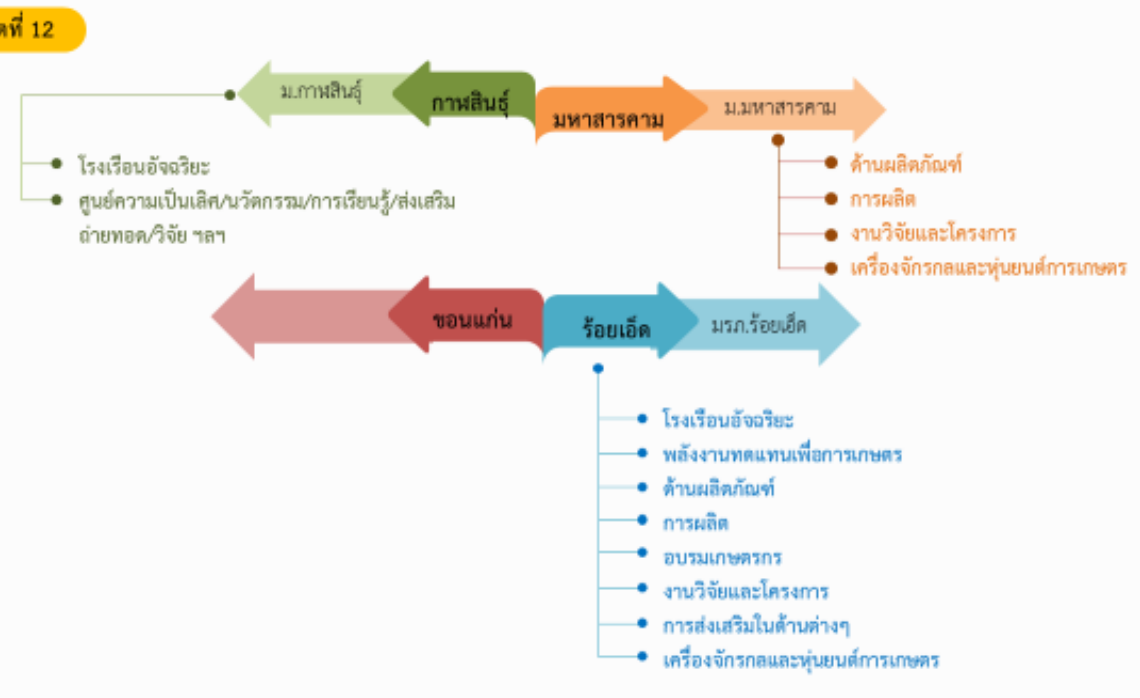 ตที่ 12
ม.กาฬสินธุ์
กาฬสินธุ์
มหาสารคาม
ม.มหาสารคาม
โรงเรือนอัจฉริยะ
ศูนย์ความเป็นเลิศ/นวัตกรรม/การเรียนรู้/ส่งเสริม
ถ่ายทอด/วิจัย ฯลฯ
ด้านผลิตภัณฑ์
การผลิต
งานวิจัยและโครงการ
เครื่องจักรกลและหุ่นยนต์การเกษตร
ขอนแก่น
ร้อยเอ็ด
มรภ.ร้อยเอ็ด
โรงเรือนอัจฉริยะ
พลังงานทดแทนเพื่อการเกษตร
ด้านผลิตภัณฑ์
การผลิต
อบรมเกษตรกร
งานวิจัยและโครงการ
การส่งเสริมในด้านต่างๆ
เครื่องจักรกลและหุ่นยนต์การเกษตร